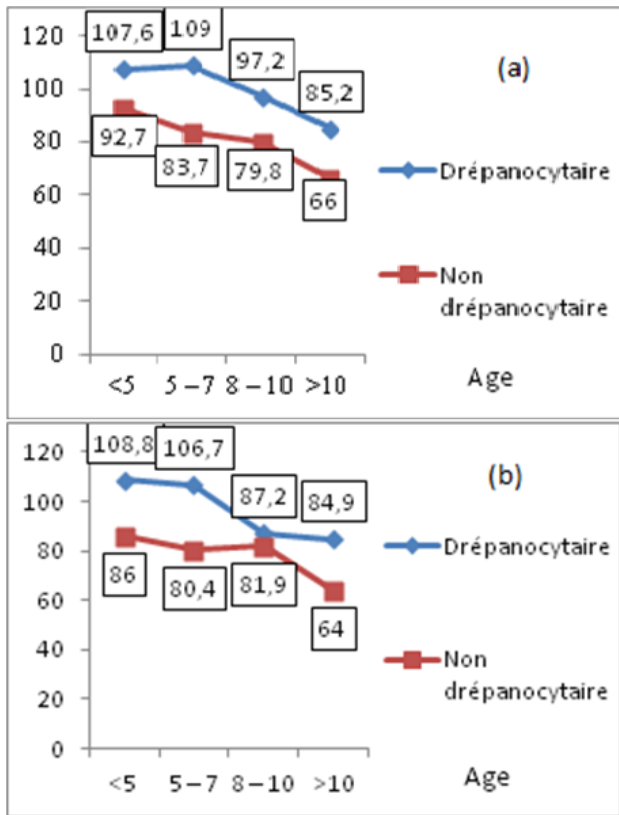 120
107,6
109
97,2
(a)
100
85,2
80
92,7
83,7
79,8
66
Drépanocytaire
60
40
Non
drépanocytaire
20
0
<5
5 – 7
8 – 10
>10
Age
120
108,8
106,7
87,2
84,9
(b)
100
80
Drépanocytaire
86
80,4
81,9
64
60
40
Non
drépanocytaire
20
0
<5
5 – 7
8 – 10
>10
Age